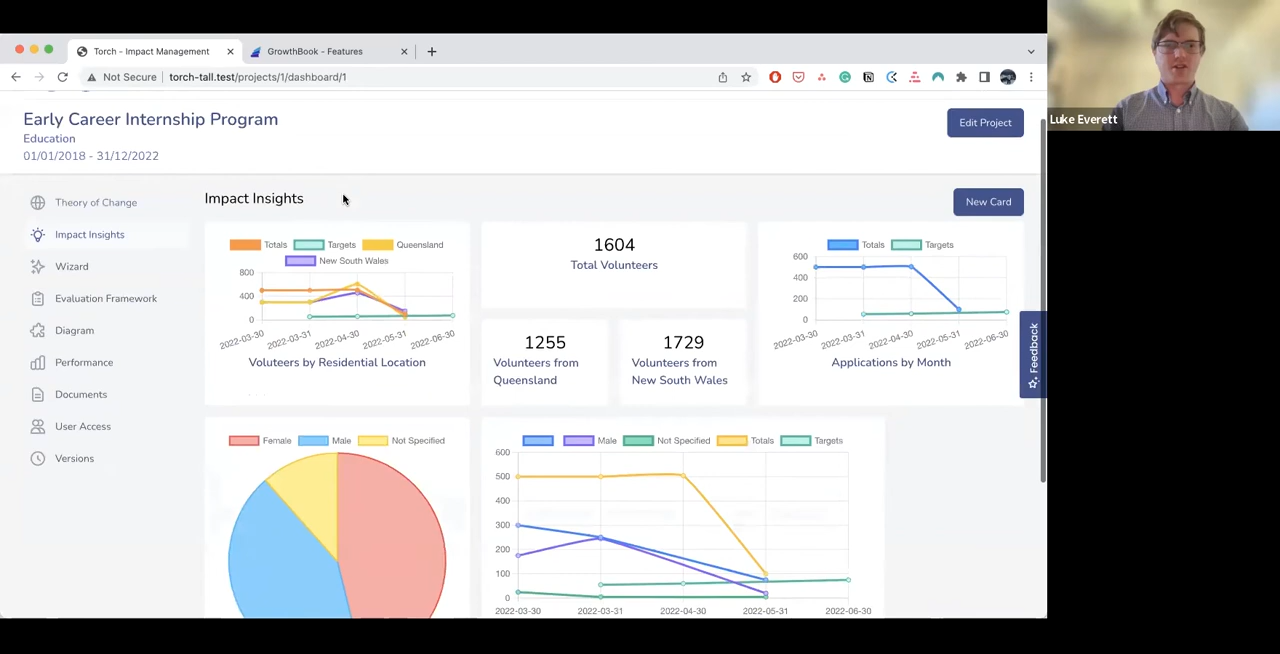 Torch - Impact Management
GrowthBook - Features
Not Secure
torch-tall.test/projects/1/dashboard/1
Luke Everett
Early Career Internship Program
Education
01/01/2018 - 31/12/2022
Edit Project
Theory of Change
Impact Insights
Wizard
Evaluation Framework
Diagram
Performance
Documents
User Access
Versions
Impact Insights
New Card
Totals Targets Queensland
New South Wales
800
400
0
2022-03-30 2022-03-31 2022-04-30 2022-05-31 2022-06-30
Voluteers by Residential Location
1604
Total Volunteers
1255
Volunteers from
Queensland
1729
Volunteers from
New South Wales
Totals Targets
600
400
200
0
2022-03-30 2022-03-31 2022-04-30 2022-05-31 2022-06-30
Applications by Month
Feedback
Female Male Not Specified
Male Not Specified Totals Targets
600
500
400
300
200
100
0
2022-03-30 2022-03-31 2022-04-30 2022-05-31 2022-06-30